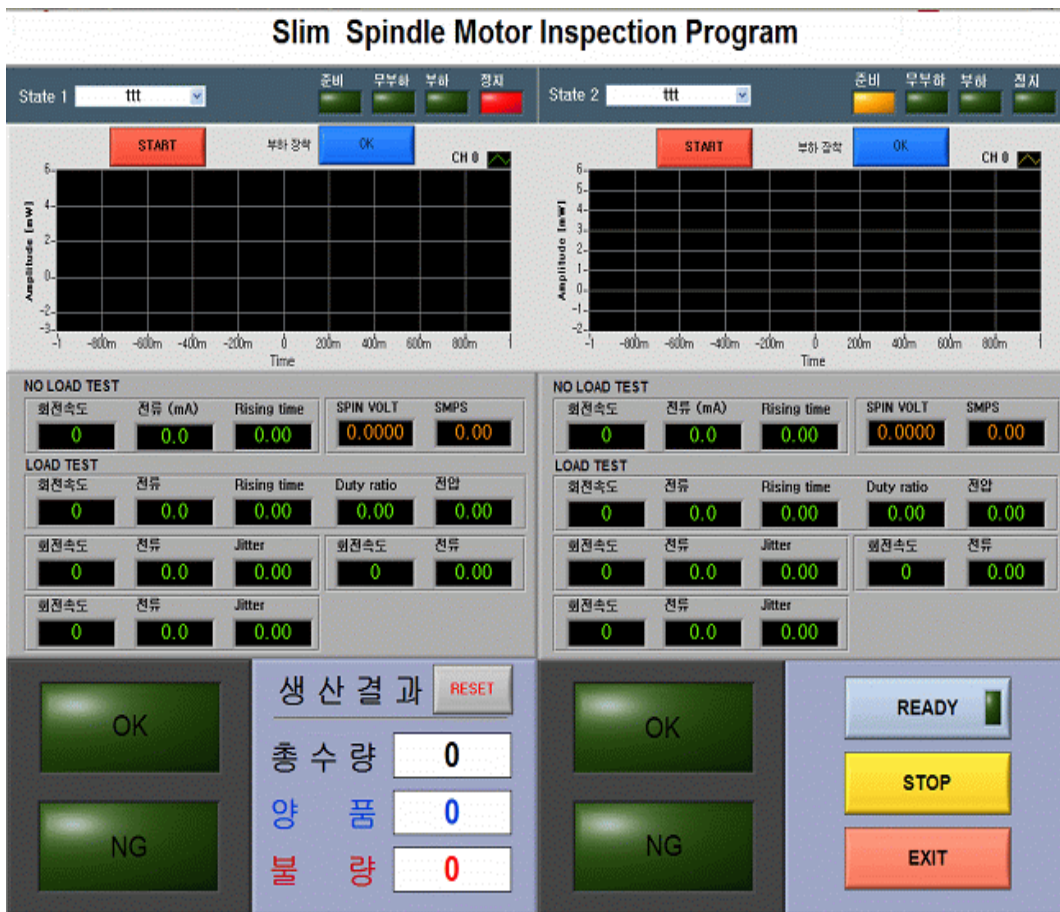 Slim Spindle Motor Inspection Program
State 1 ttt 준비 무부하 부하 정지
State 2 ttt 준비 무부하 부하 정지
START 부하 장착 OK CH 0
START 부하 장착 OK CH 0
Amplitude [mW]
6
4
2
0
-2
-3
-1 -800m -600m -400m -200m 0 200m 400m 600m 800m 1
Time
Amplitude [mW]
6
5
4
3
2
1
0
-1
-2
-1 -800m -600m -400m -200m 0 200m 400m 600m 800m 1
Time
NO LOAD TEST
회전속도 전류 (mA) Rising time SPIN VOLT SMPS
0 0.0 0.00 0.0000 0.00
LOAD TEST
회전속도 전류 Rising time Duty ratio 전압
0 0.0 0.00 0.00 0.00
회전속도 전류 Jitter 회전속도 전류
0 0.0 0.00 0 0.00
회전속도 전류 Jitter
0 0.0 0.00
NO LOAD TEST
회전속도 전류 (mA) Rising time SPIN VOLT SMPS
0 0.0 0.00 0.0000 0.00
LOAD TEST
회전속도 전류 Rising time Duty ratio 전압
0 0.0 0.00 0.00 0.00
회전속도 전류 Jitter 회전속도 전류
0 0.0 0.00 0 0.00
회전속도 전류 Jitter
0 0.0 0.00
OK
NG
생산결과 RESET
총수량 0
양 품 0
불 량 0
OK
NG
READY
STOP
EXIT